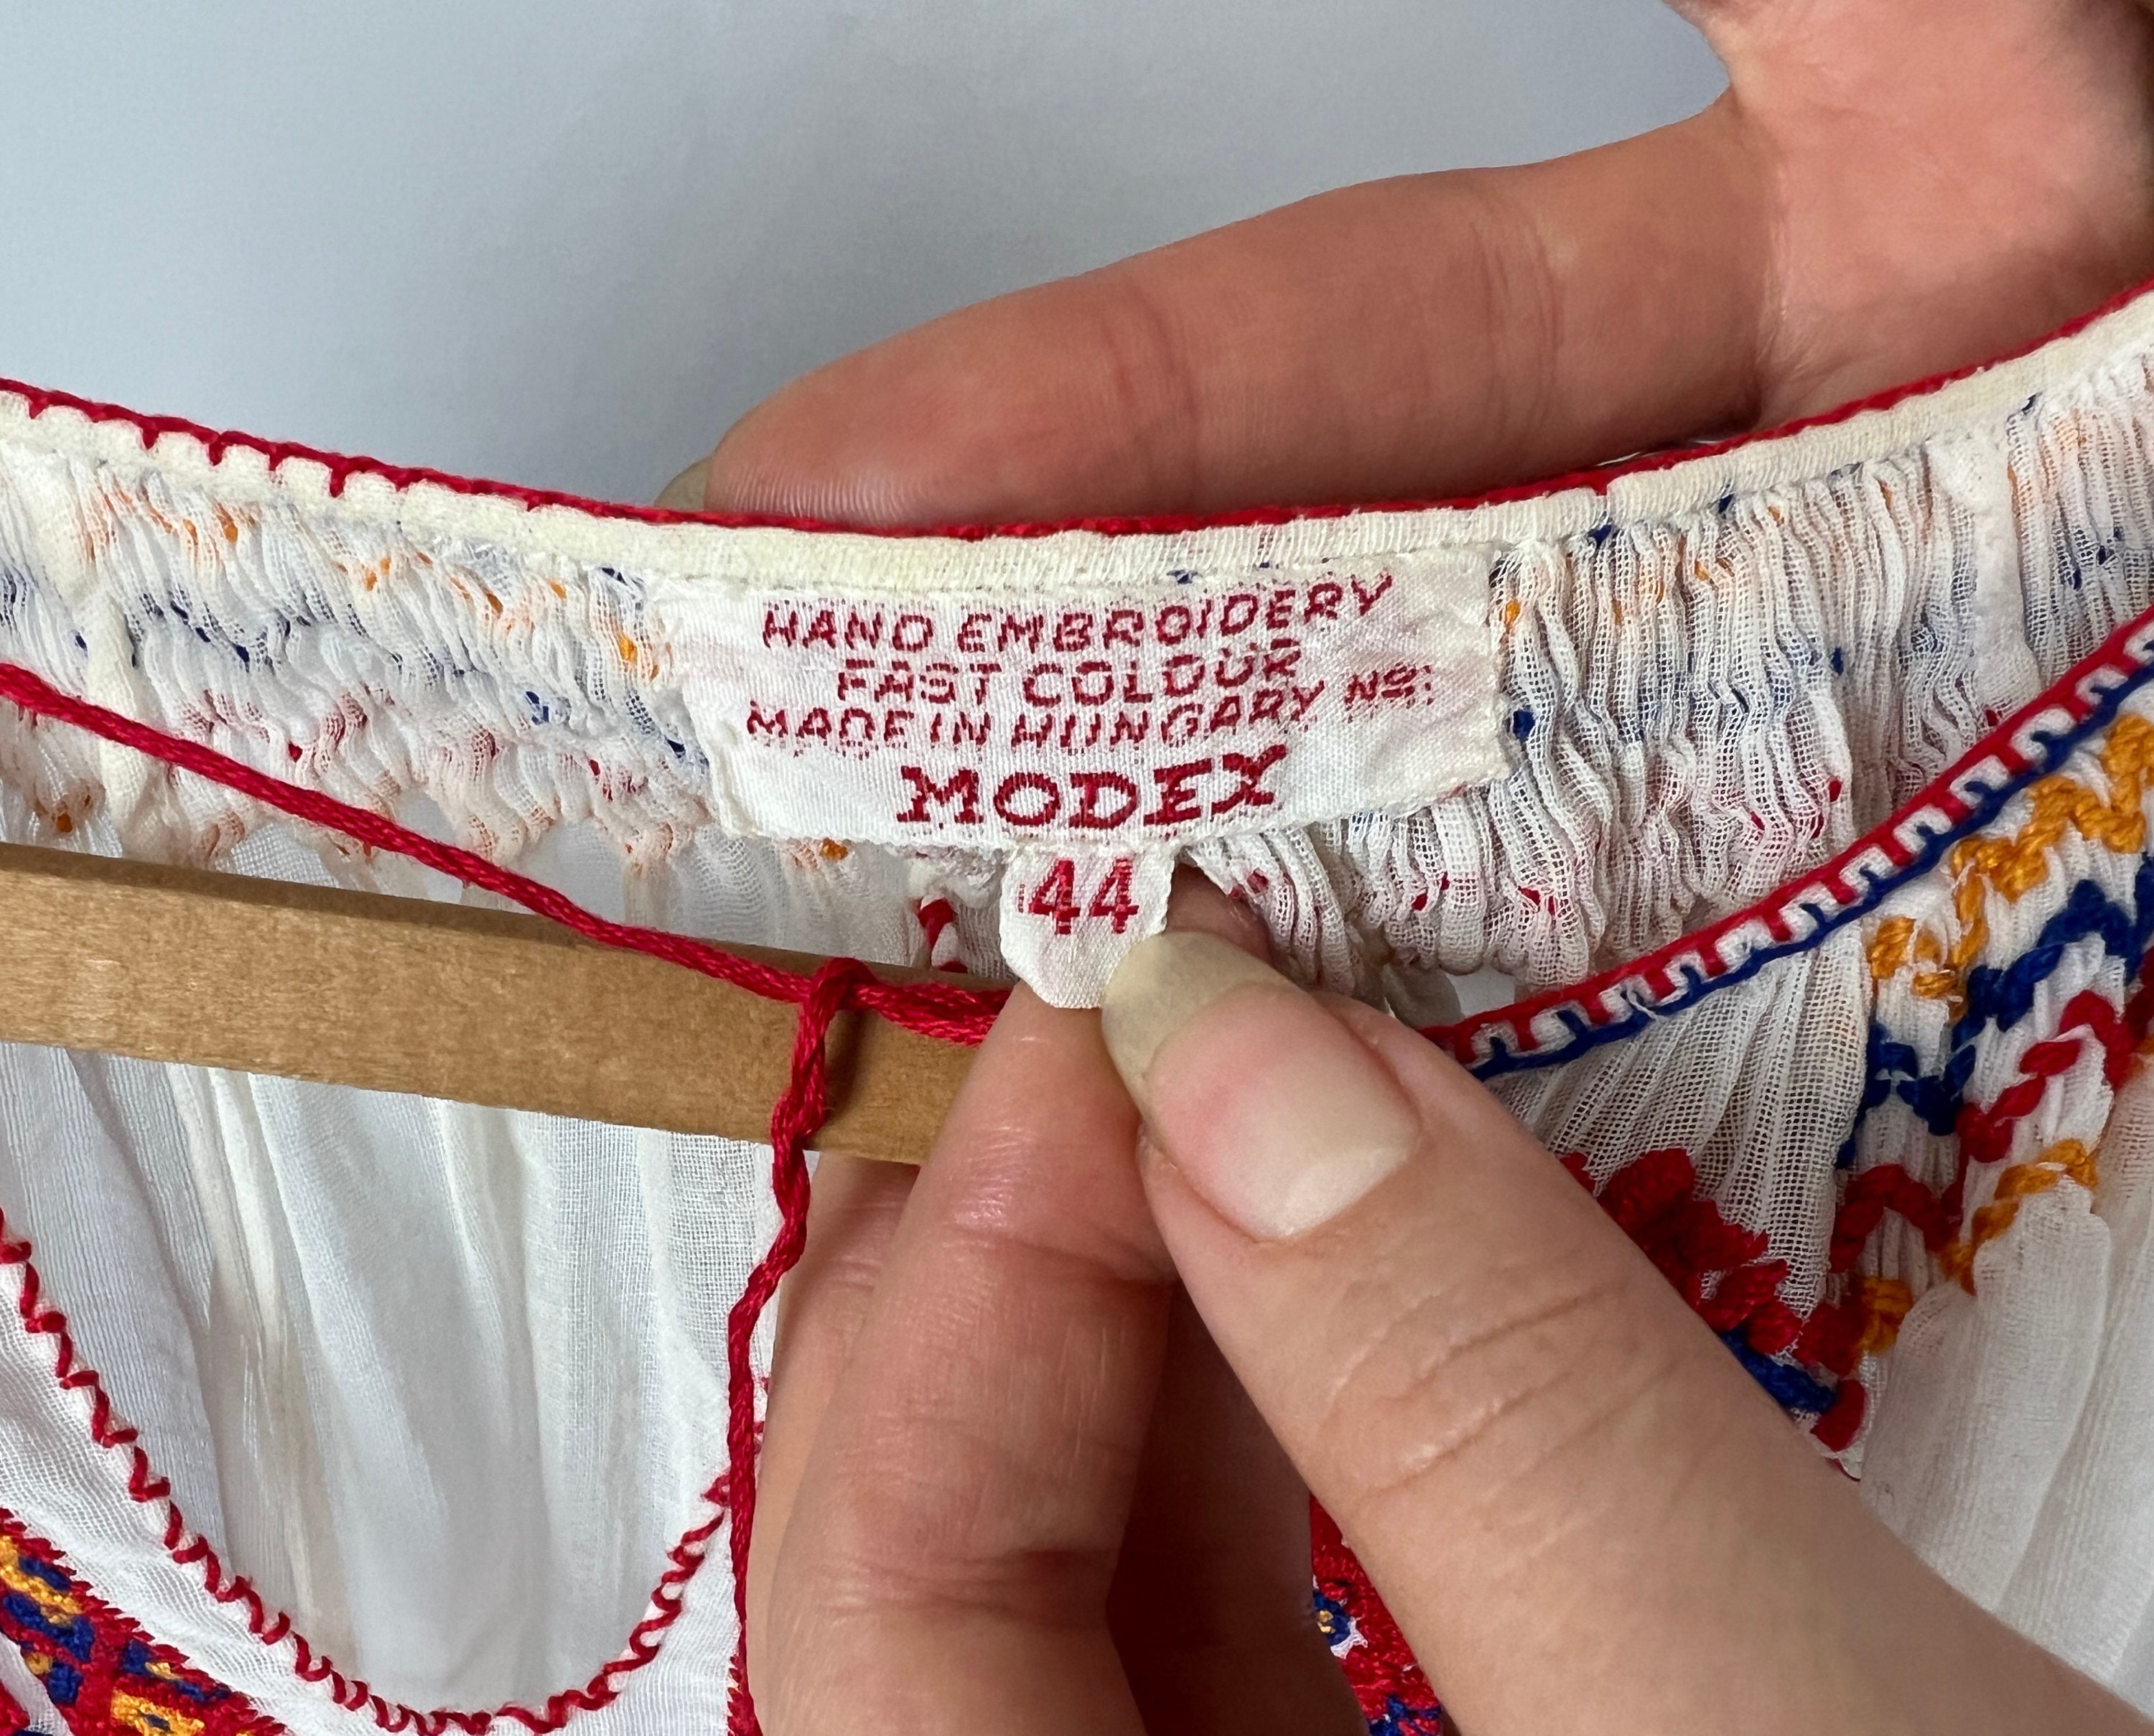 HAND EMBROIDERY
FAST COLOUR
MADE IN HUNGARY No:
MODEX
44